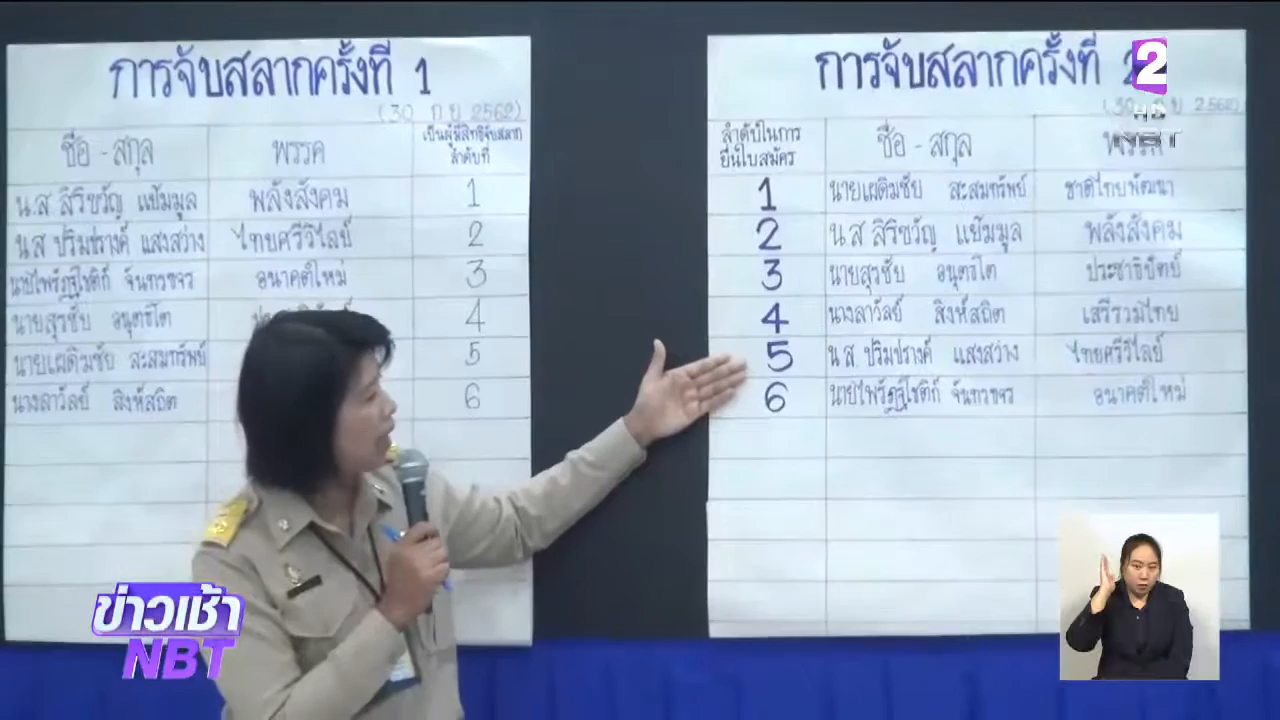 การจับสลากครั้งที่ 1
(30 ก.ย 2562)
ชื่อ - สกุล พรรค เป็นผู้มีสิทธิจับสลาก
ลำดับที่
น.ส สิริขวัญ แย้มมูล พลังสังคม 1
น.ส ปริมปรางค์ แสงสว่าง ไทยศรีวิไลย์ 2
นายไพรัฏฐโชติก์ จันทรขจร อนาคตใหม่ 3
นายสุรชัย อนุตธโต 4
นายเผดิมชัย สะสมทรัพย์ 5
นางลาวัลย์ สิงห์สถิต 6
การจับสลากครั้งที่
(30 ก.ย 2562)
ลำดับในการ
ยื่นใบสมัคร ชื่อ - สกุล พรรค
1 นายเผดิมชัย สะสมทรัพย์ ชาติไทยพัฒนา
2 น.ส สิริขวัญ แย้มมูล พลังสังคม
3 นายสุรชัย อนุตธโต ประชาธิปัตย์
4 นางลาวัลย์ สิงห์สถิต เสรีรวมไทย
5 น.ส. ปริมปรางค์ แสงสว่าง ไทยศรีวิไลย์
6 นายไพรัฏฐโชติก์ จันทรขจร อนาคตใหม่
2
HD
NBT
ข่าวเช้า
NBT